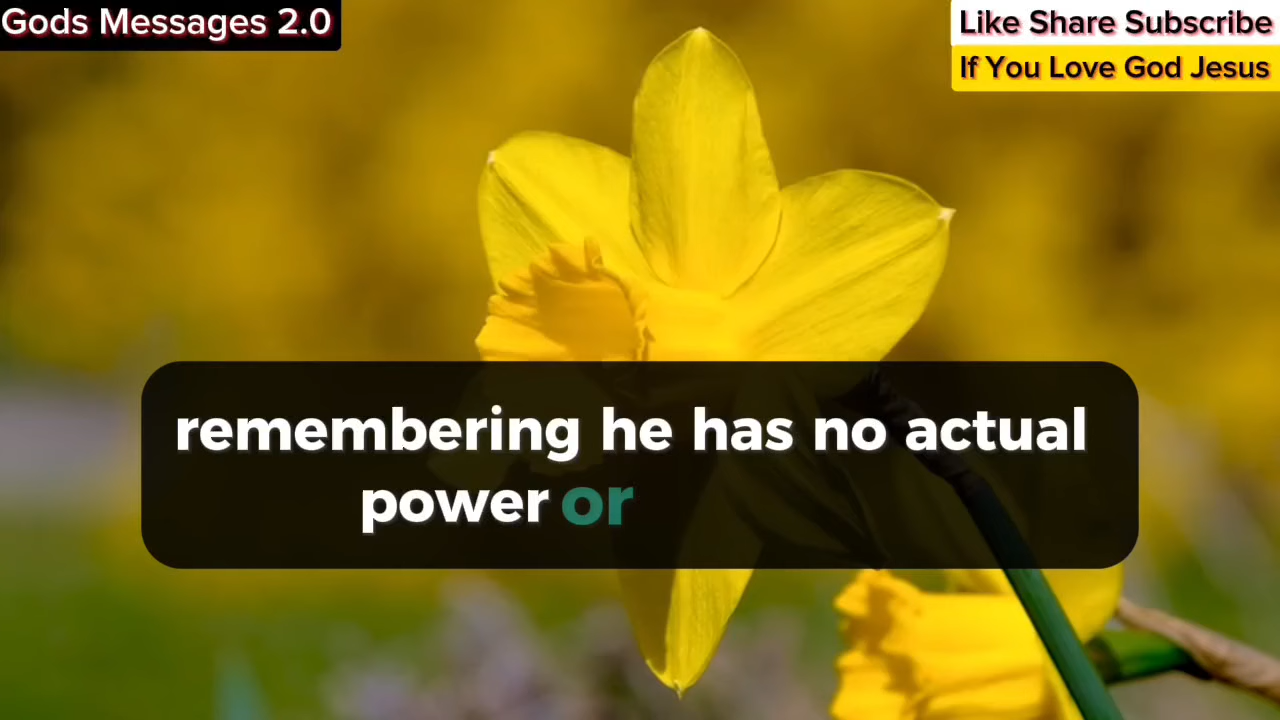 Gods Messages 2.0
Like Share Subscribe
If You Love God Jesus
remembering he has no actual
power or